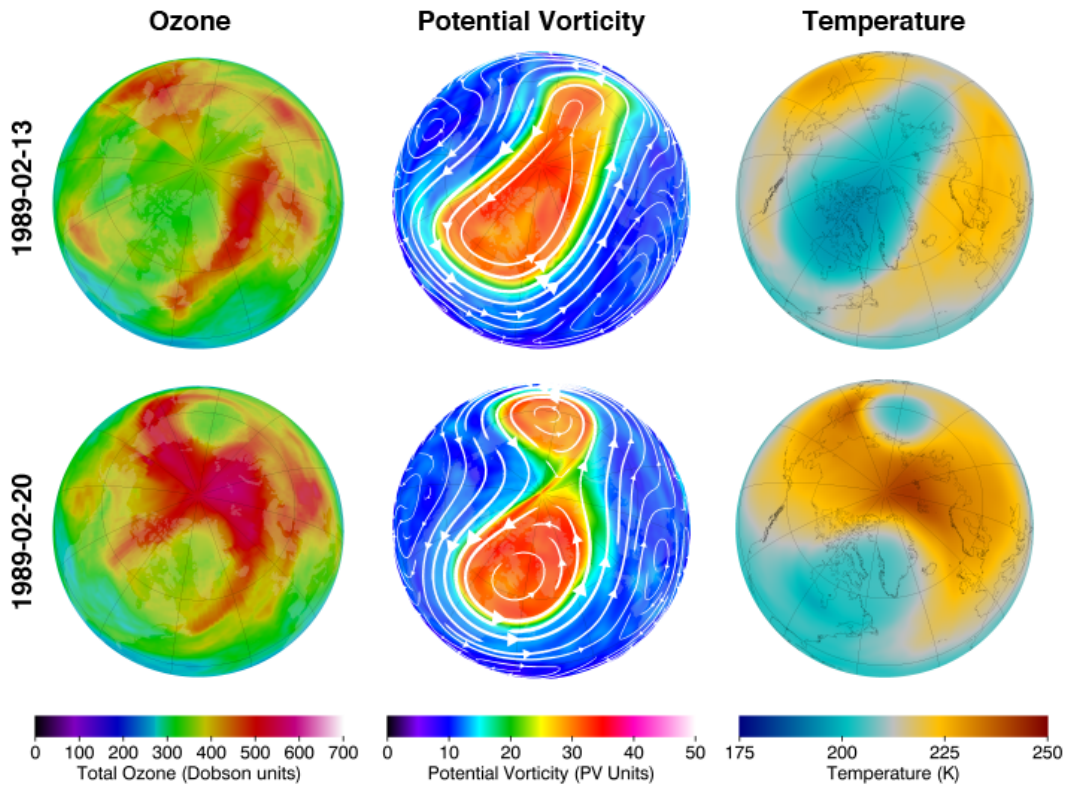 Ozone Potential Vorticity Temperature
1989-02-13
1989-02-20
0 100 200 300 400 500 600 700
Total Ozone (Dobson units)
0 10 20 30 40 50
Potential Vorticity (PV Units)
175 200 225 250
Temperature (K)